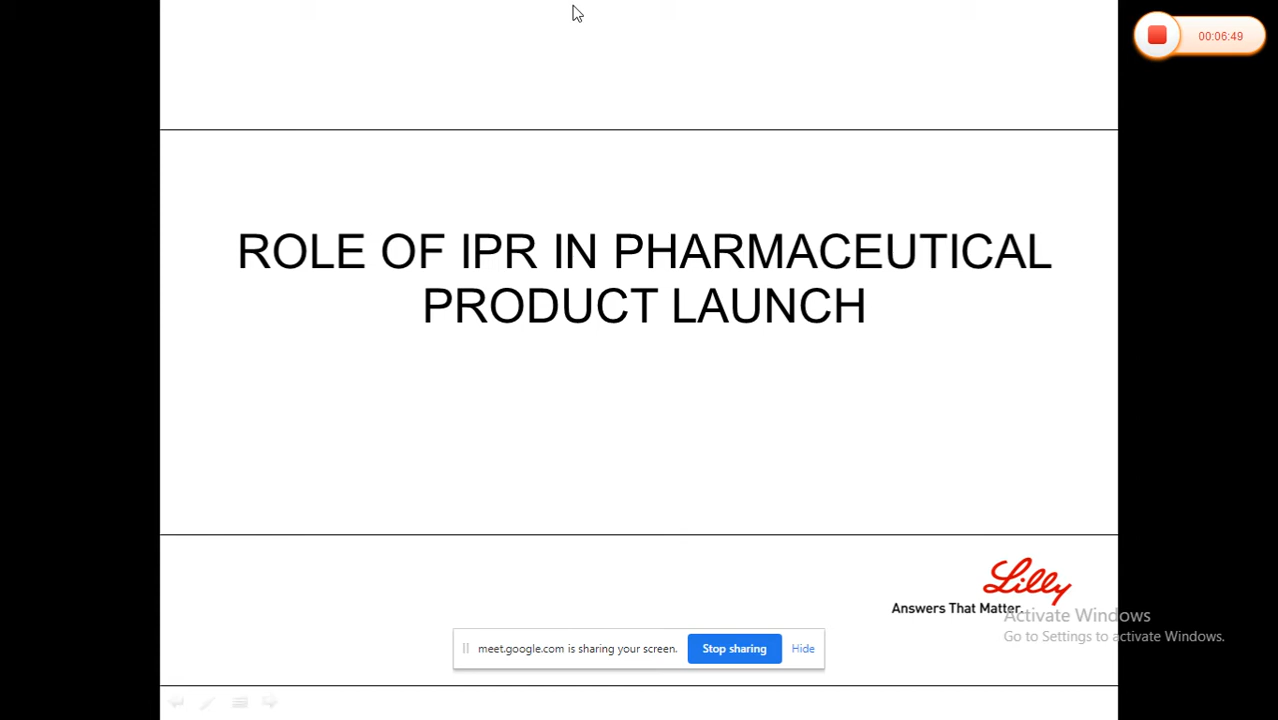 00:06:49
ROLE OF IPR IN PHARMACEUTICAL
PRODUCT LAUNCH
Lilly
Answers That Matter.
Activate Windows
Go to Settings to activate Windows.
meet.google.com is sharing your screen.
Stop sharing
Hide